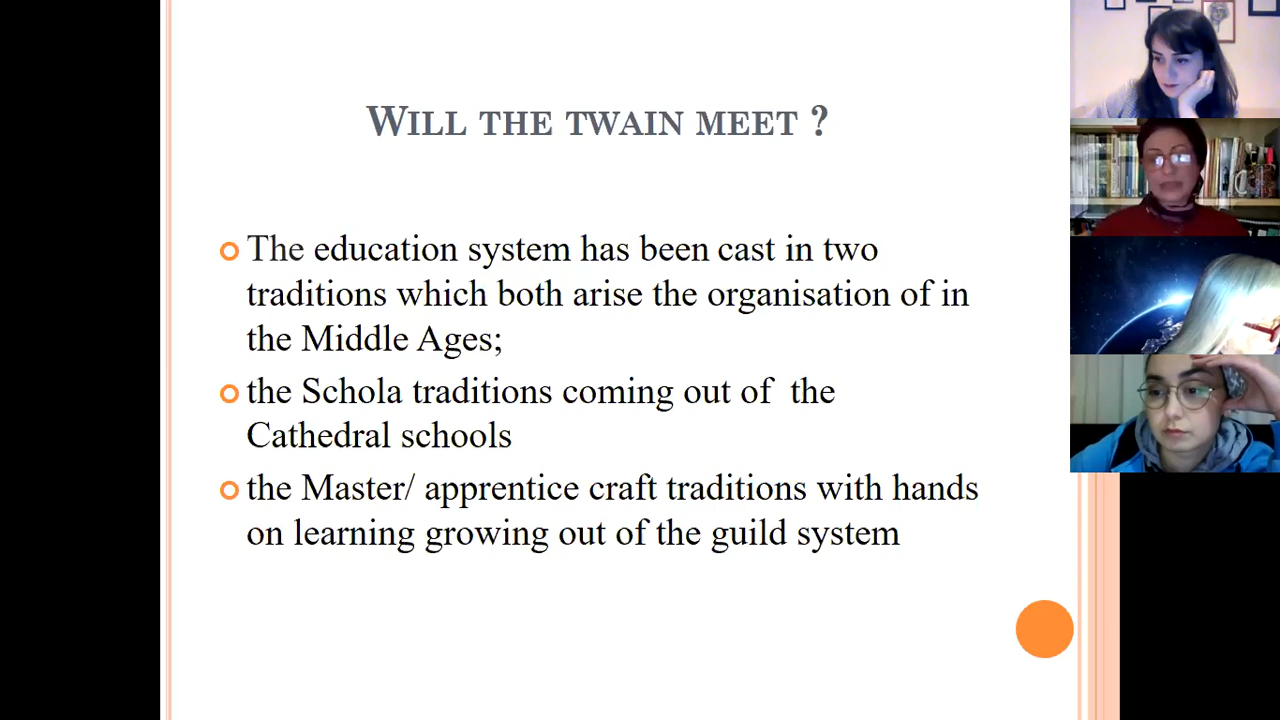 WILL THE TWAIN MEET ?
The education system has been cast in two
traditions which both arise the organisation of in
the Middle Ages;
the Schola traditions coming out of the
Cathedral schools
the Master/ apprentice craft traditions with hands
on learning growing out of the guild system